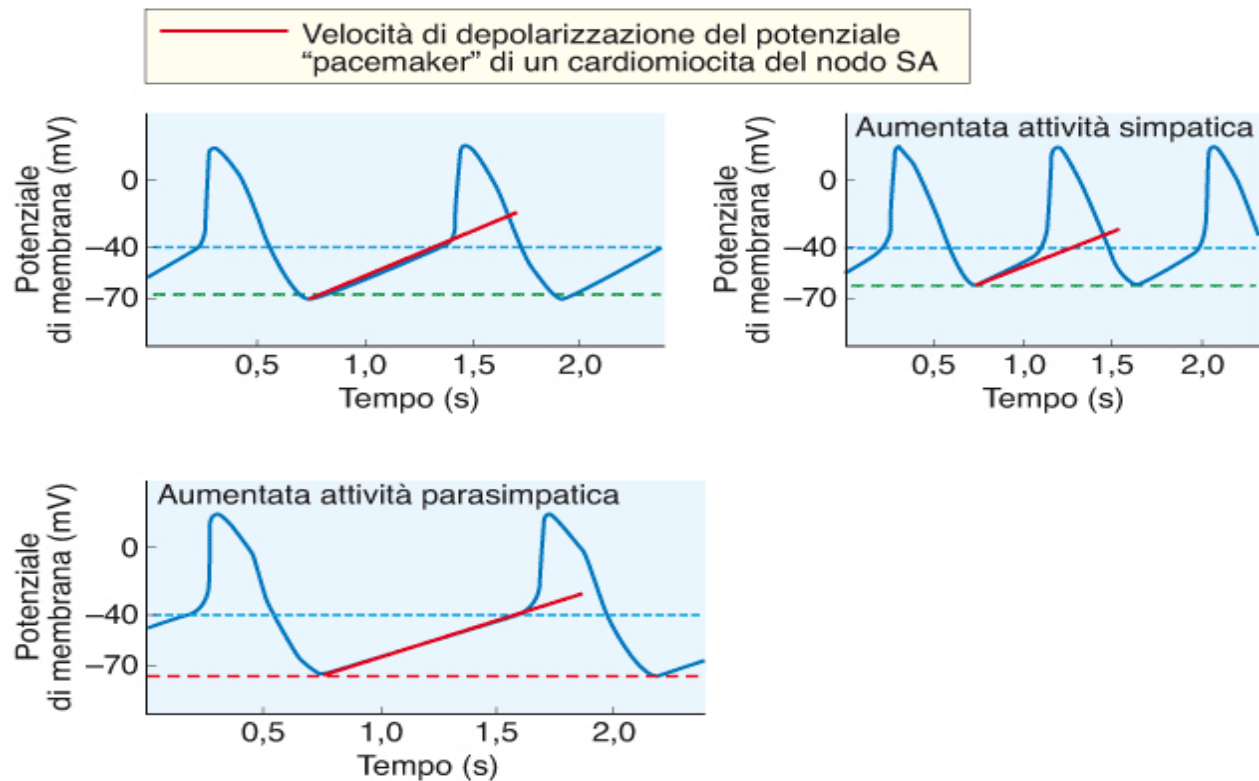 Velocità di depolarizzazione del potenziale
“pacemaker” di un cardiomiocita del nodo SA
Potenziale
di membrana (mV)
0
–40
–70
0,5
1,0
1,5
2,0
Tempo (s)
Aumentata attività simpatica
Potenziale
di membrana (mV)
0
–40
–70
0,5
1,0
1,5
2,0
Tempo (s)
Aumentata attività parasimpatica
Potenziale
di membrana (mV)
0
–40
–70
0,5
1,0
1,5
2,0
Tempo (s)